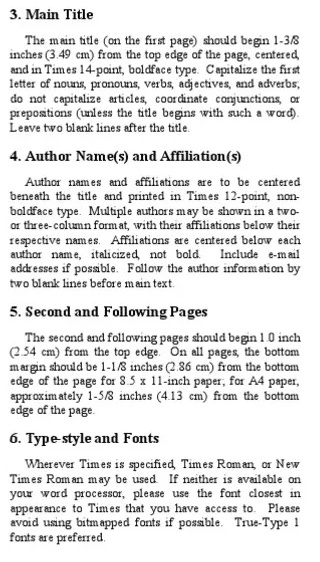 3. Main Title
The main title (on the first page) should begin 1-3/8
inches (3.49 cm) from the top edge of the page, centered,
and in Times 14-point, boldface type. Capitalize the first
letter of nouns, pronouns, verbs, adjectives, and adverbs;
do not capitalize articles, coordinate conjunctions, or
prepositions (unless the title begins with such a word).
Leave two blank lines after the title.
4. Author Name(s) and Affiliation(s)
Author names and affiliations are to be centered
beneath the title and printed in Times 12-point, non-
boldface type. Multiple authors may be shown in a two-
or three-column format, with their affiliations below their
respective names. Affiliations are centered below each
author name, italicized, not bold. Include e-mail
addresses if possible. Follow the author information by
two blank lines before main text.
5. Second and Following Pages
The second and following pages should begin 1.0 inch
(2.54 cm) from the top edge. On all pages, the bottom
margin should be 1-1/8 inches (2.86 cm) from the bottom
edge of the page for 8.5 x 11-inch paper; for A4 paper,
approximately 1-5/8 inches (4.13 cm) from the bottom
edge of the page.
6. Type-style and Fonts
Wherever Times is specified, Times Roman, or New
Times Roman may be used. If neither is available on
your word processor, please use the font closest in
appearance to Times that you have access to. Please
avoid using bitmapped fonts if possible. True-Type 1
fonts are preferred.